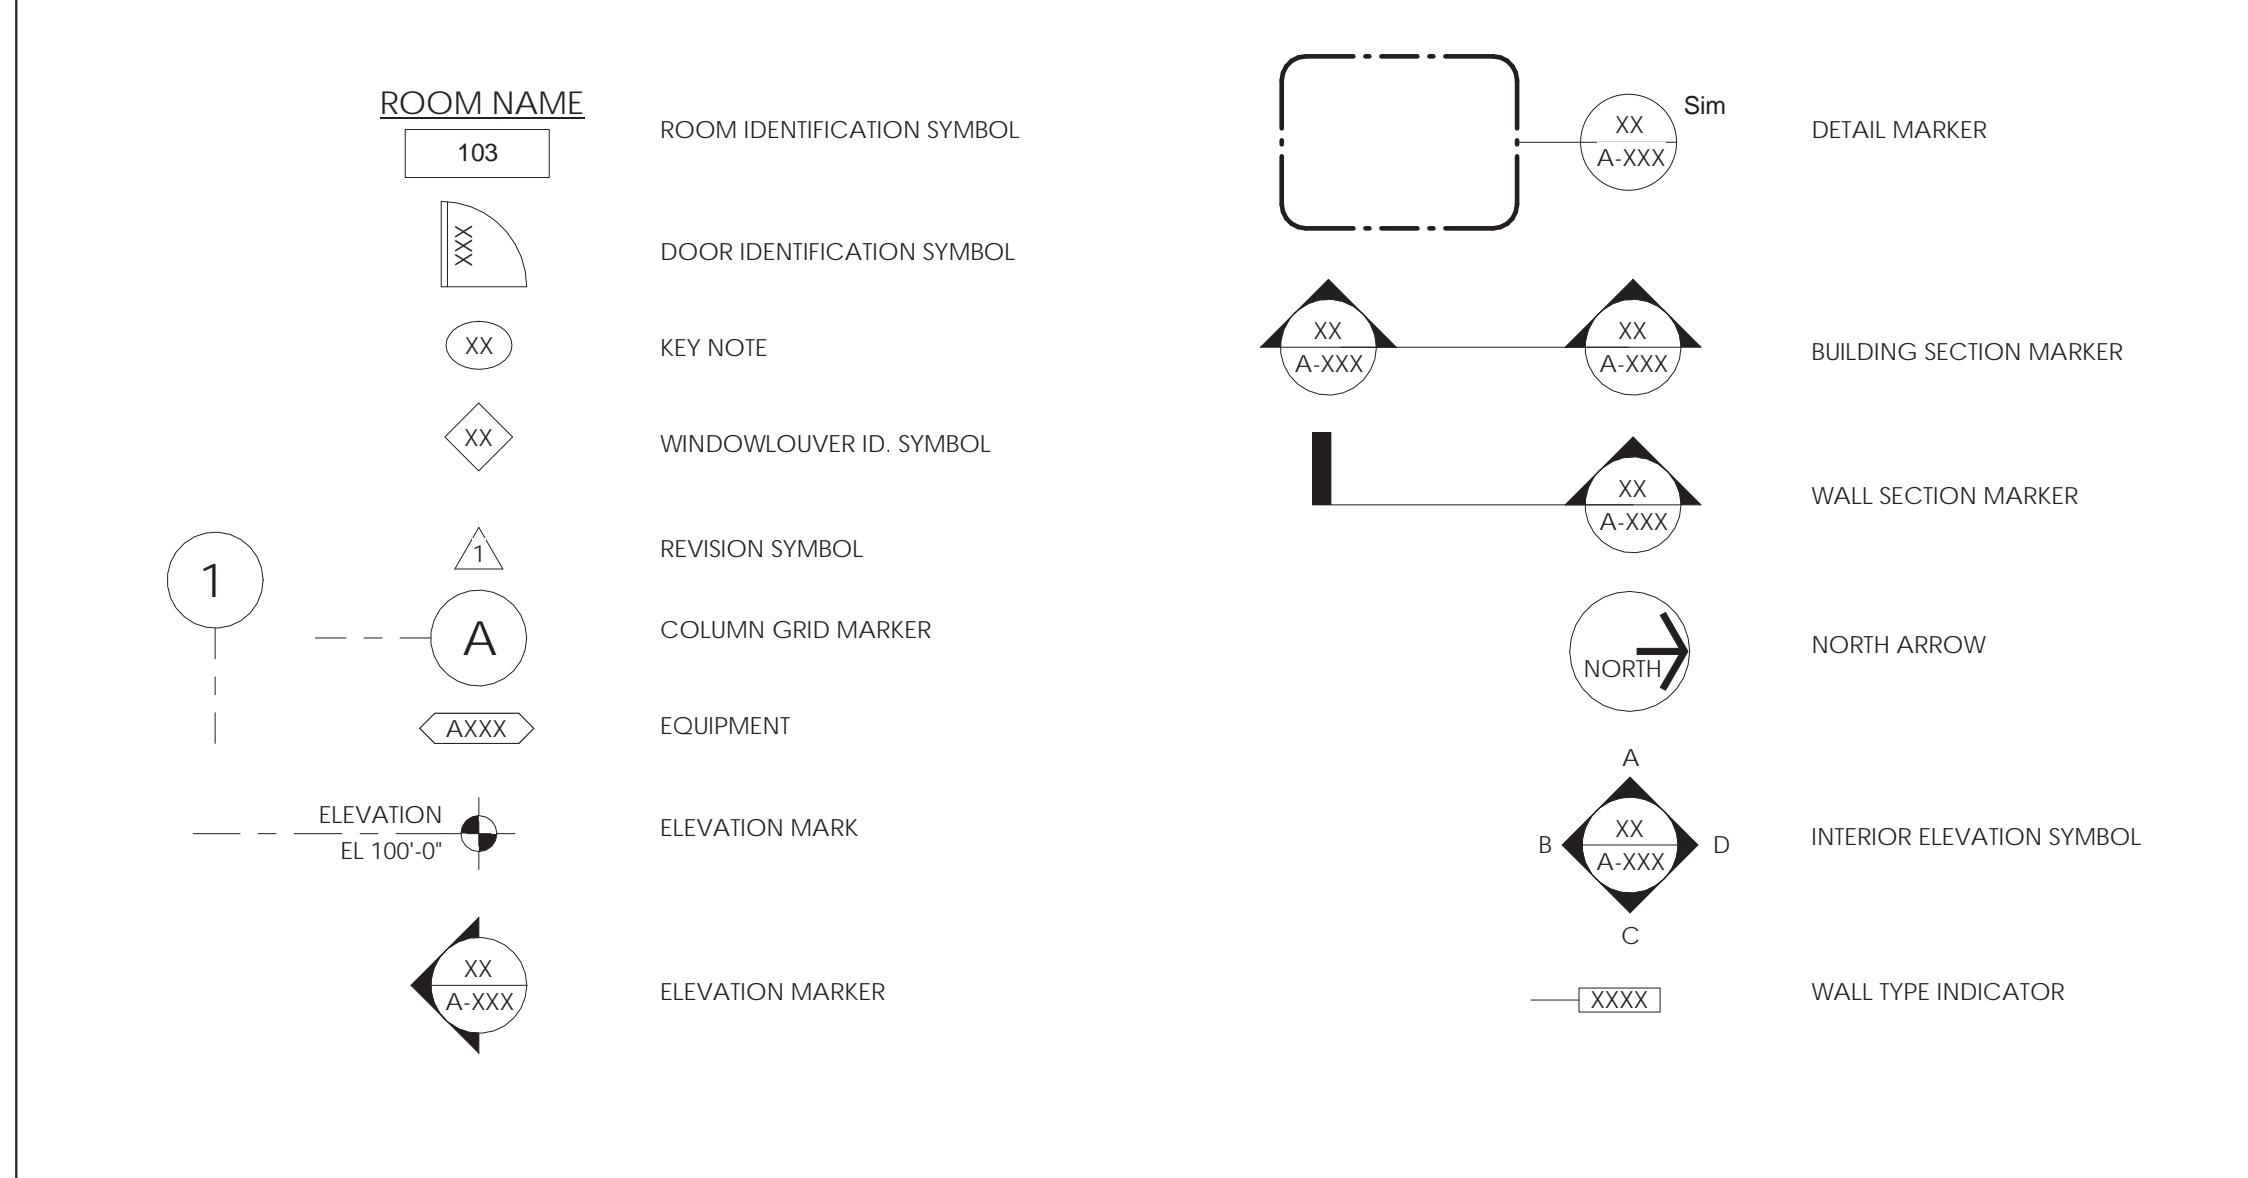 ROOM NAME
103
ROOM IDENTIFICATION SYMBOL
XXX
DOOR IDENTIFICATION SYMBOL
XX
KEY NOTE
XX
WINDOWLOUVER ID. SYMBOL
1
REVISION SYMBOL
1
A
COLUMN GRID MARKER
AXXX
EQUIPMENT
ELEVATION
EL 100'-0"
ELEVATION MARK
XX
A-XXX
ELEVATION MARKER
XX
A-XXX
Sim
DETAIL MARKER
XX
A-XXX
XX
A-XXX
BUILDING SECTION MARKER
XX
A-XXX
WALL SECTION MARKER
NORTH
NORTH ARROW
A
B
XX
A-XXX
D
C
INTERIOR ELEVATION SYMBOL
XXXX
WALL TYPE INDICATOR